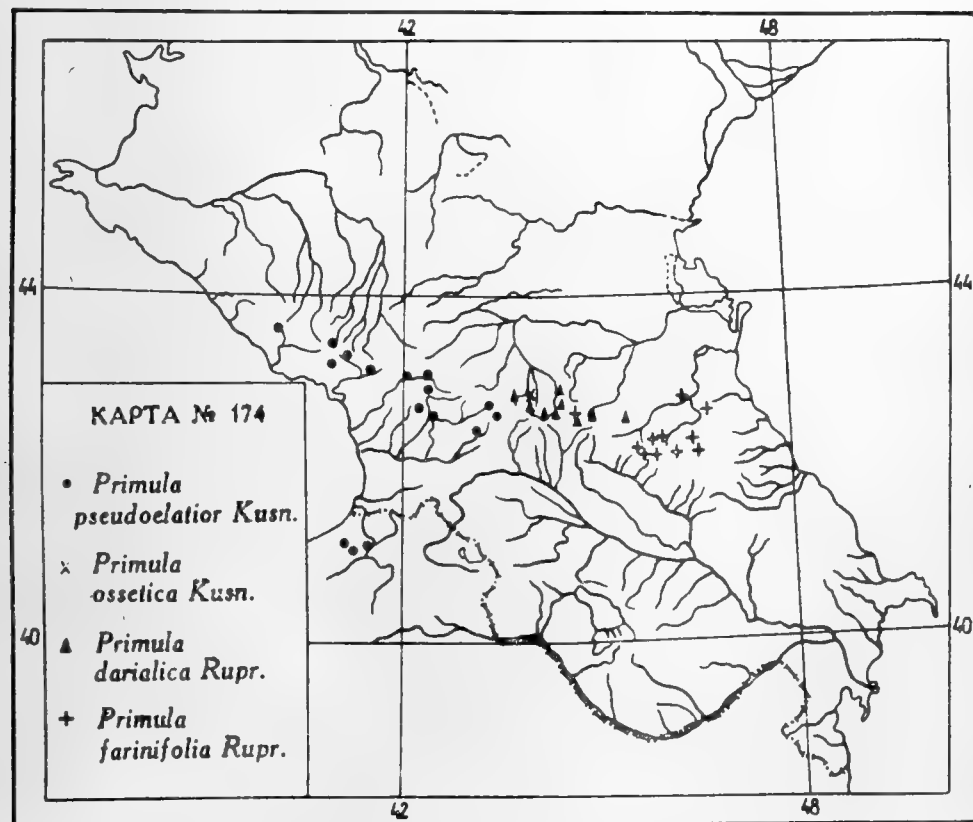 42 48
44 44
КАРТА № 174
• Primula
pseudoelatior Kusn.
× Primula
ossetica Kusn.
▲ Primula
darialica Rupr.
+ Primula
farinifolia Rupr.
40 40
42 48